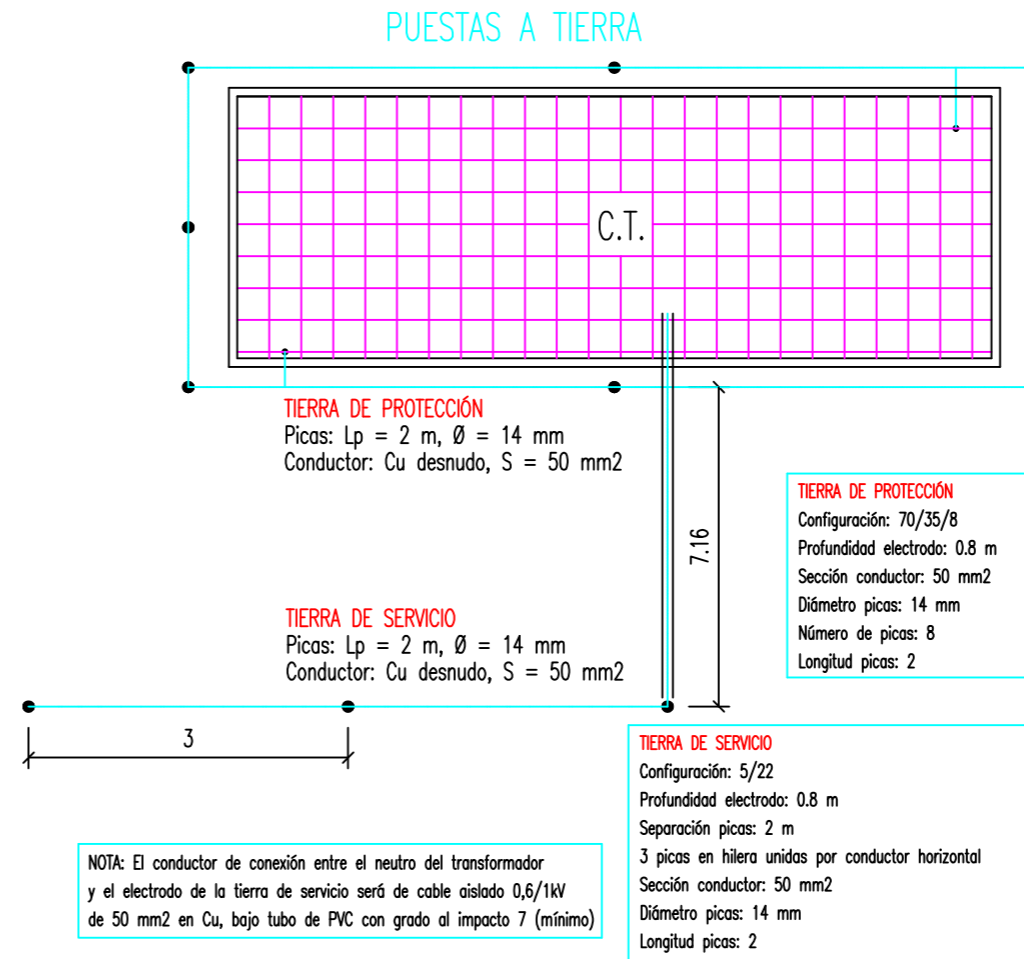 PUESTAS A TIERRA
C.T.
TIERRA DE PROTECCIÓN
Picas: Lp = 2 m, Ø = 14 mm
Conductor: Cu desnudo, S = 50 mm2
7.16
TIERRA DE PROTECCIÓN
Configuración: 70/35/8
Profundidad electrodo: 0.8 m
Sección conductor: 50 mm2
Diámetro picas: 14 mm
Número de picas: 8
Longitud picas: 2
TIERRA DE SERVICIO
Picas: Lp = 2 m, Ø = 14 mm
Conductor: Cu desnudo, S = 50 mm2
3
TIERRA DE SERVICIO
Configuración: 5/22
Profundidad electrodo: 0.8 m
Separación picas: 2 m
3 picas en hilera unidas por conductor horizontal
Sección conductor: 50 mm2
Diámetro picas: 14 mm
Longitud picas: 2
NOTA: El conductor de conexión entre el neutro del transformador
y el electrodo de la tierra de servicio será de cable aislado 0,6/1kV
de 50 mm2 en Cu, bajo tubo de PVC con grado al impacto 7 (mínimo)